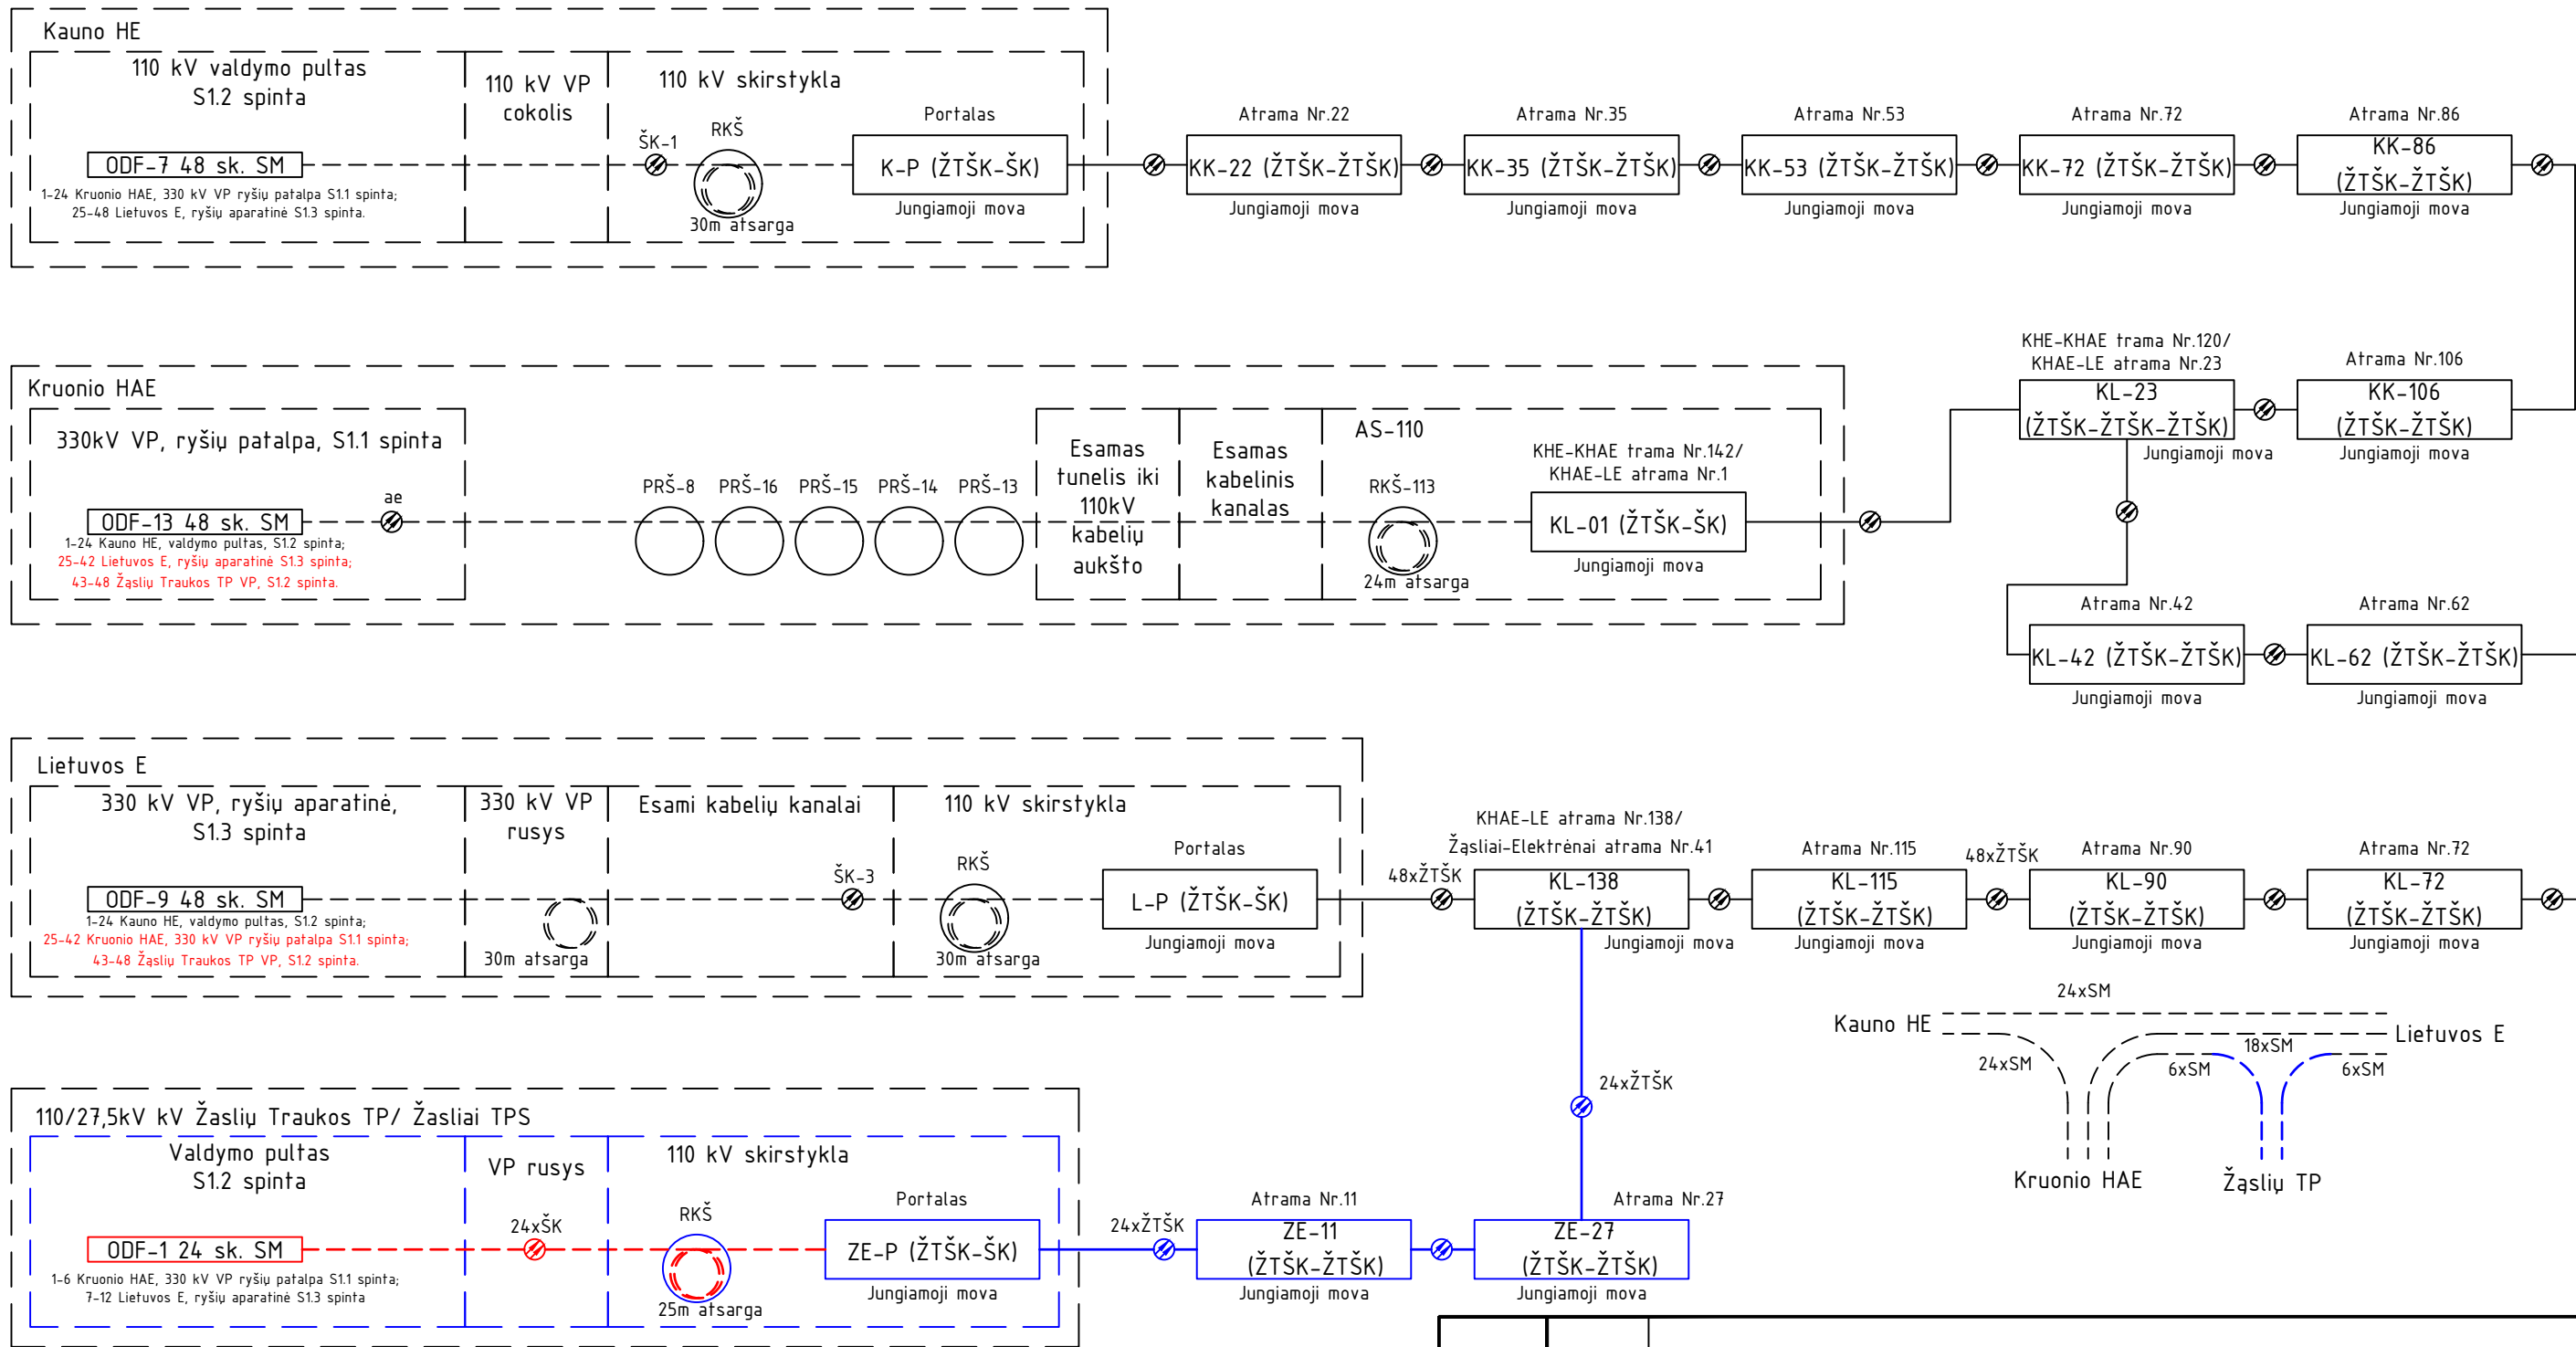 Kauno HE
110 kV valdymo pultas
S1.2 spinta
110 kV VP
cokolis
110 kV skirstykla
ODF-7 48 sk. SM
1-24 Kruonio HAE, 330 kV VP ryšių patalpa S1.1 spinta;
25-48 Lietuvos E, ryšių aparatinė S1.3 spinta.
ŠK-1
RKŠ
30m atsarga
Portalas
K-P (ŽTŠK-ŠK)
Jungiamoji mova
Atrama Nr.22
KK-22 (ŽTŠK-ŽTŠK)
Jungiamoji mova
Atrama Nr.35
KK-35 (ŽTŠK-ŽTŠK)
Jungiamoji mova
Atrama Nr.53
KK-53 (ŽTŠK-ŽTŠK)
Jungiamoji mova
Atrama Nr.72
KK-72 (ŽTŠK-ŽTŠK)
Jungiamoji mova
Atrama Nr.86
KK-86
(ŽTŠK-ŽTŠK)
Jungiamoji mova
Kruonio HAE
330kV VP, ryšių patalpa, S1.1 spinta
ae
ODF-13 48 sk. SM
1-24 Kauno HE, valdymo pultas, S1.2 spinta;
25-42 Lietuvos E, ryšių aparatinė S1.3 spinta;
43-48 Žąslių Traukos TP VP, S1.2 spinta.
PRŠ-8
PRŠ-16
PRŠ-15
PRŠ-14
PRŠ-13
Esamas
tunelis iki
110kV
kabelių
aukšto
Esamas
kabelinis
kanalas
AS-110
RKŠ-113
24m atsarga
KHE-KHAE trama Nr.142/
KHAE-LE atrama Nr.1
KL-01 (ŽTŠK-ŠK)
Jungiamoji mova
KHE-KHAE trama Nr.120/
KHAE-LE atrama Nr.23
KL-23
(ŽTŠK-ŽTŠK-ŽTŠK)
Jungiamoji mova
Atrama Nr.106
KK-106
(ŽTŠK-ŽTŠK)
Jungiamoji mova
Atrama Nr.42
KL-42 (ŽTŠK-ŽTŠK)
Jungiamoji mova
Atrama Nr.62
KL-62 (ŽTŠK-ŽTŠK)
Jungiamoji mova
Lietuvos E
330 kV VP, ryšių aparatinė,
S1.3 spinta
330 kV VP
rusys
Esami kabelių kanalai
110 kV skirstykla
ODF-9 48 sk. SM
1-24 Kauno HE, valdymo pultas, S1.2 spinta;
25-42 Kruonio HAE, 330 kV VP ryšių patalpa S1.1 spinta;
43-48 Žąslių Traukos TP VP, S1.2 spinta.
30m atsarga
ŠK-3
RKŠ
30m atsarga
Portalas
L-P (ŽTŠK-ŠK)
Jungiamoji mova
48xŽTŠK
KHAE-LE atrama Nr.138/
Žąsliai-Elektrėnai atrama Nr.41
KL-138
(ŽTŠK-ŽTŠK)
Jungiamoji mova
Atrama Nr.115
KL-115
(ŽTŠK-ŽTŠK)
Jungiamoji mova
48xŽTŠK
Atrama Nr.90
KL-90
(ŽTŠK-ŽTŠK)
Jungiamoji mova
Atrama Nr.72
KL-72
(ŽTŠK-ŽTŠK)
Jungiamoji mova
24xSM
Kauno HE
Lietuvos E
24xSM
18xSM
6xSM
6xSM
Kruonio HAE
Žąslių TP
24xŽTŠK
110/27,5kV kV Žaslių Traukos TP/ Žasliai TPS
Valdymo pultas
S1.2 spinta
VP rusys
110 kV skirstykla
ODF-1 24 sk. SM
1-6 Kruonio HAE, 330 kV VP ryšių patalpa S1.1 spinta;
7-12 Lietuvos E, ryšių aparatinė S1.3 spinta
24xŠK
RKŠ
25m atsarga
Portalas
ZE-P (ŽTŠK-ŠK)
Jungiamoji mova
24xŽTŠK
Atrama Nr.11
ZE-11
(ŽTŠK-ŽTŠK)
Jungiamoji mova
Atrama Nr.27
ZE-27
(ŽTŠK-ŽTŠK)
Jungiamoji mova